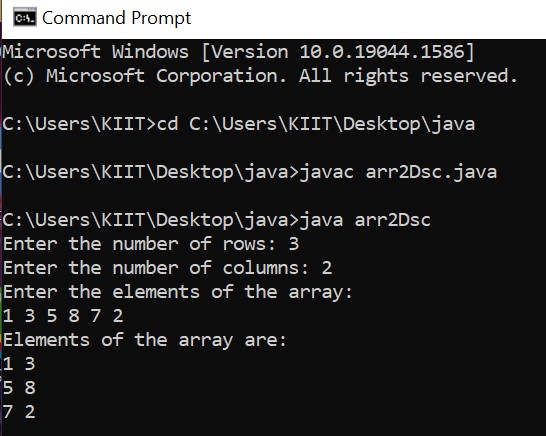 Command Prompt
Microsoft Windows [Version 10.0.19044.1586]
(c) Microsoft Corporation. All rights reserved.
C:\Users\KIIT>cd C:\Users\KIIT\Desktop\java
C:\Users\KIIT\Desktop\java>javac arr2Dsc.java
C:\Users\KIIT\Desktop\java>java arr2Dsc
Enter the number of rows: 3
Enter the number of columns: 2
Enter the elements of the array:
1 3 5 8 7 2
Elements of the array are:
1 3
5 8
7 2